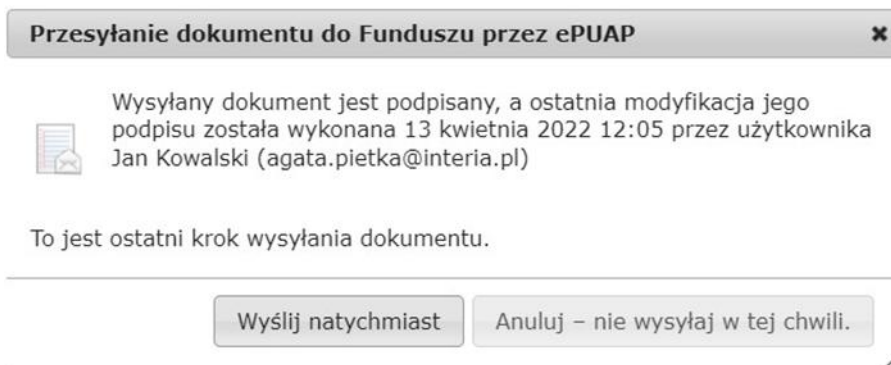 Przesyłanie dokumentu do Funduszu przez ePUAP
Wysyłany dokument jest podpisany, a ostatnia modyfikacja jego
podpisu została wykonana 13 kwietnia 2022 12:05 przez użytkownika
Jan Kowalski (agata.pietka@interia.pl)
To jest ostatni krok wysyłania dokumentu.
Wyślij natychmiast
Anuluj – nie wysyłaj w tej chwili.